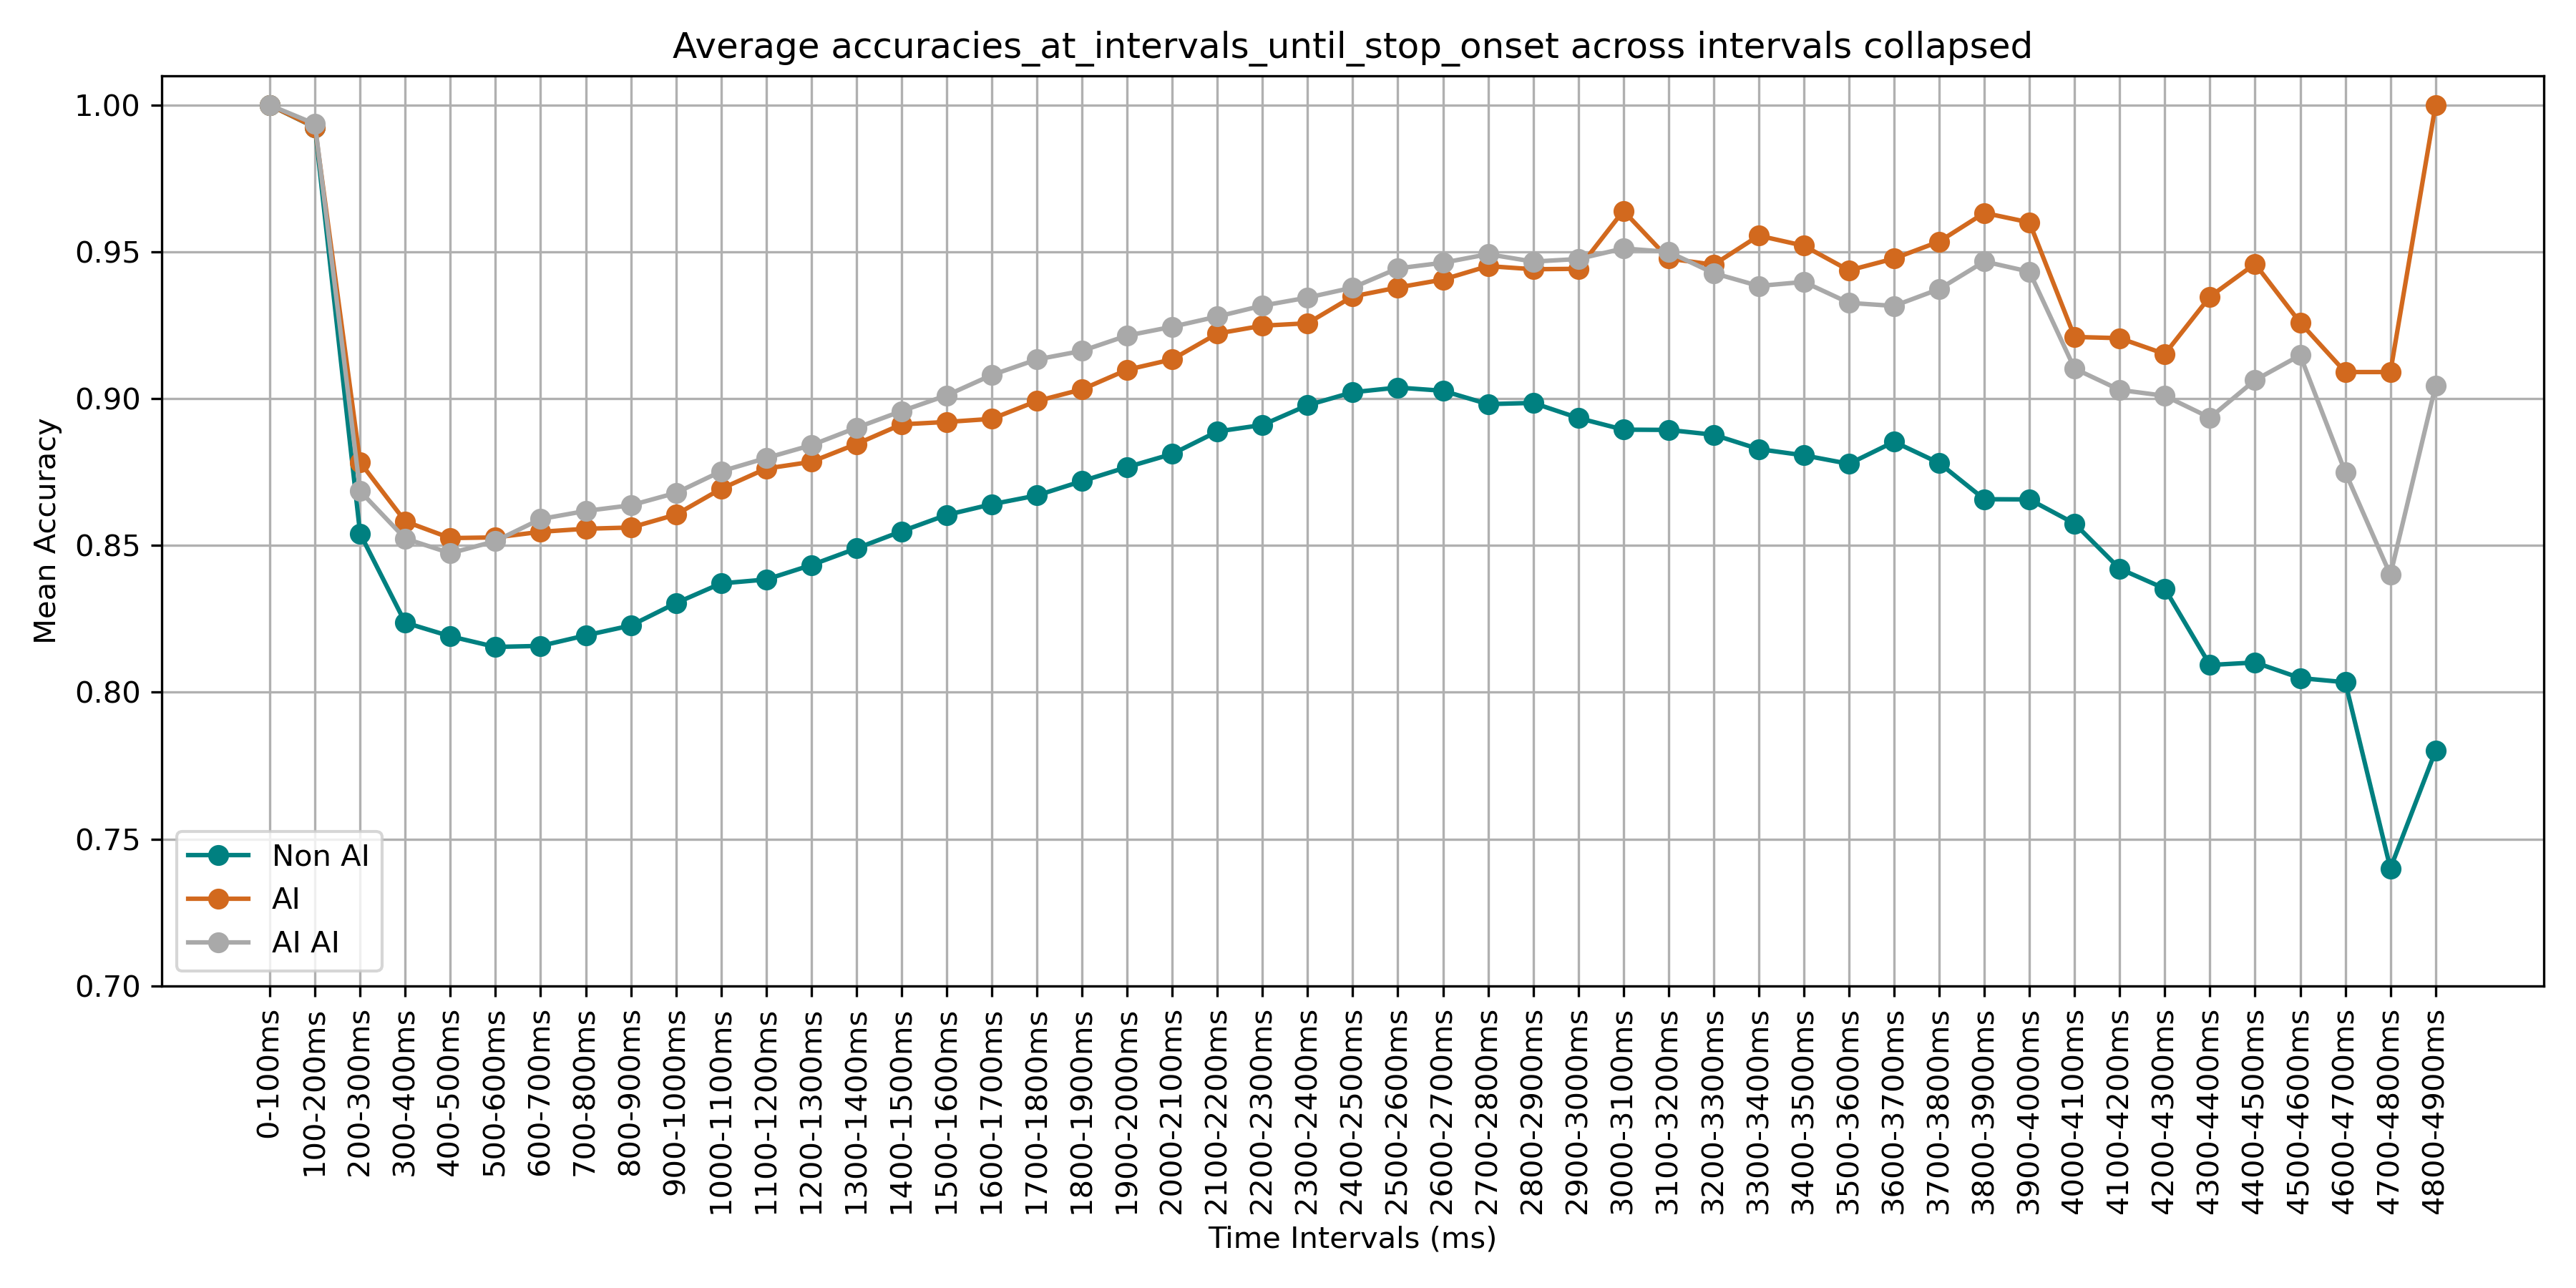 Average accuracies_at_intervals_until_stop_onset across intervals collapsed
Mean Accuracy
1.00
0.95
0.90
0.85
0.80
0.75
0.70
Non AI
AI
AI AI
0-100ms
100-200ms
200-300ms
300-400ms
400-500ms
500-600ms
600-700ms
700-800ms
800-900ms
900-1000ms
1000-1100ms
1100-1200ms
1200-1300ms
1300-1400ms
1400-1500ms
1500-1600ms
1600-1700ms
1700-1800ms
1800-1900ms
1900-2000ms
2000-2100ms
2100-2200ms
2200-2300ms
2300-2400ms
2400-2500ms
2500-2600ms
2600-2700ms
2700-2800ms
2800-2900ms
2900-3000ms
3000-3100ms
3100-3200ms
3200-3300ms
3300-3400ms
3400-3500ms
3500-3600ms
3600-3700ms
3700-3800ms
3800-3900ms
3900-4000ms
4000-4100ms
4100-4200ms
4200-4300ms
4300-4400ms
4400-4500ms
4500-4600ms
4600-4700ms
4700-4800ms
4800-4900ms
Time Intervals (ms)